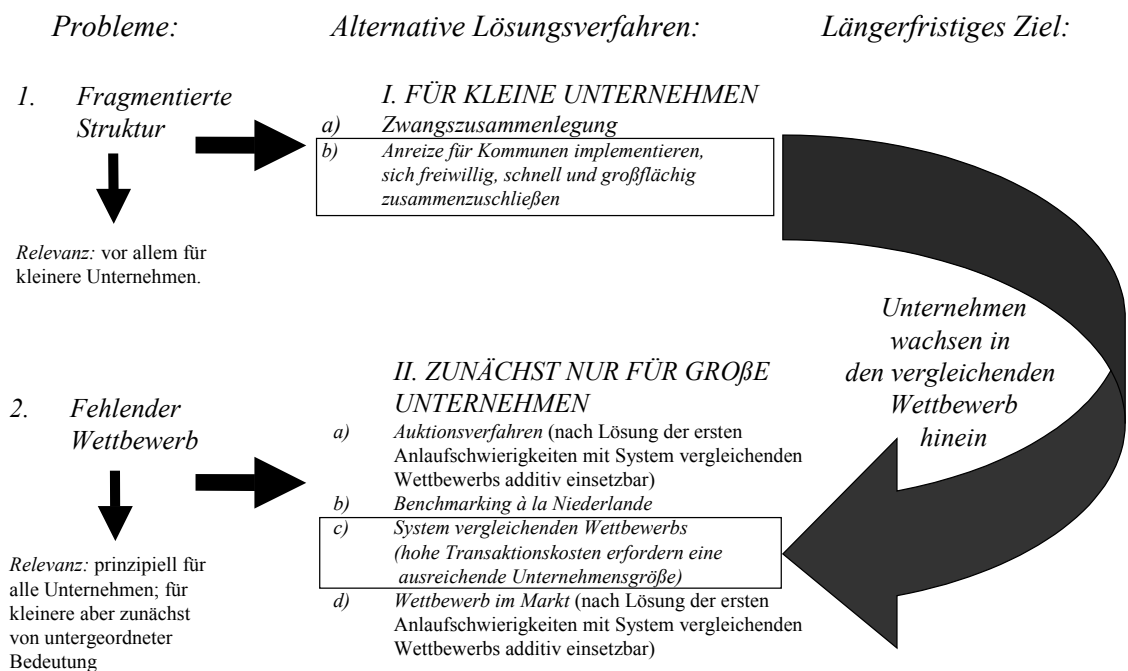 Probleme:
Alternative Lösungsverfahren:
Längerfristiges Ziel:
1. Fragmentierte
Struktur
Relevanz: vor allem für
kleinere Unternehmen.
I. FÜR KLEINE UNTERNEHMEN
a) Zwangszusammenlegung
b) Anreize für Kommunen implementieren,
sich freiwillig, schnell und großflächig
zusammenzuschließen
2. Fehlender
Wettbewerb
Relevanz: prinzipiell für
alle Unternehmen; für
kleinere aber zunächst
von untergeordneter
Bedeutung
II. ZUNÄCHST NUR FÜR GROßE
UNTERNEHMEN
a) Auktionsverfahren (nach Lösung der ersten
Anlaufschwierigkeiten mit System vergleichenden
Wettbewerbs additiv einsetzbar)
b) Benchmarking à la Niederlande
c) System vergleichenden Wettbewerbs
(hohe Transaktionskosten erfordern eine
ausreichende Unternehmensgröße)
d) Wettbewerb im Markt (nach Lösung der ersten
Anlaufschwierigkeiten mit System vergleichenden
Wettbewerbs additiv einsetzbar)
Unternehmen
wachsen in
den vergleichenden
Wettbewerb
hinein